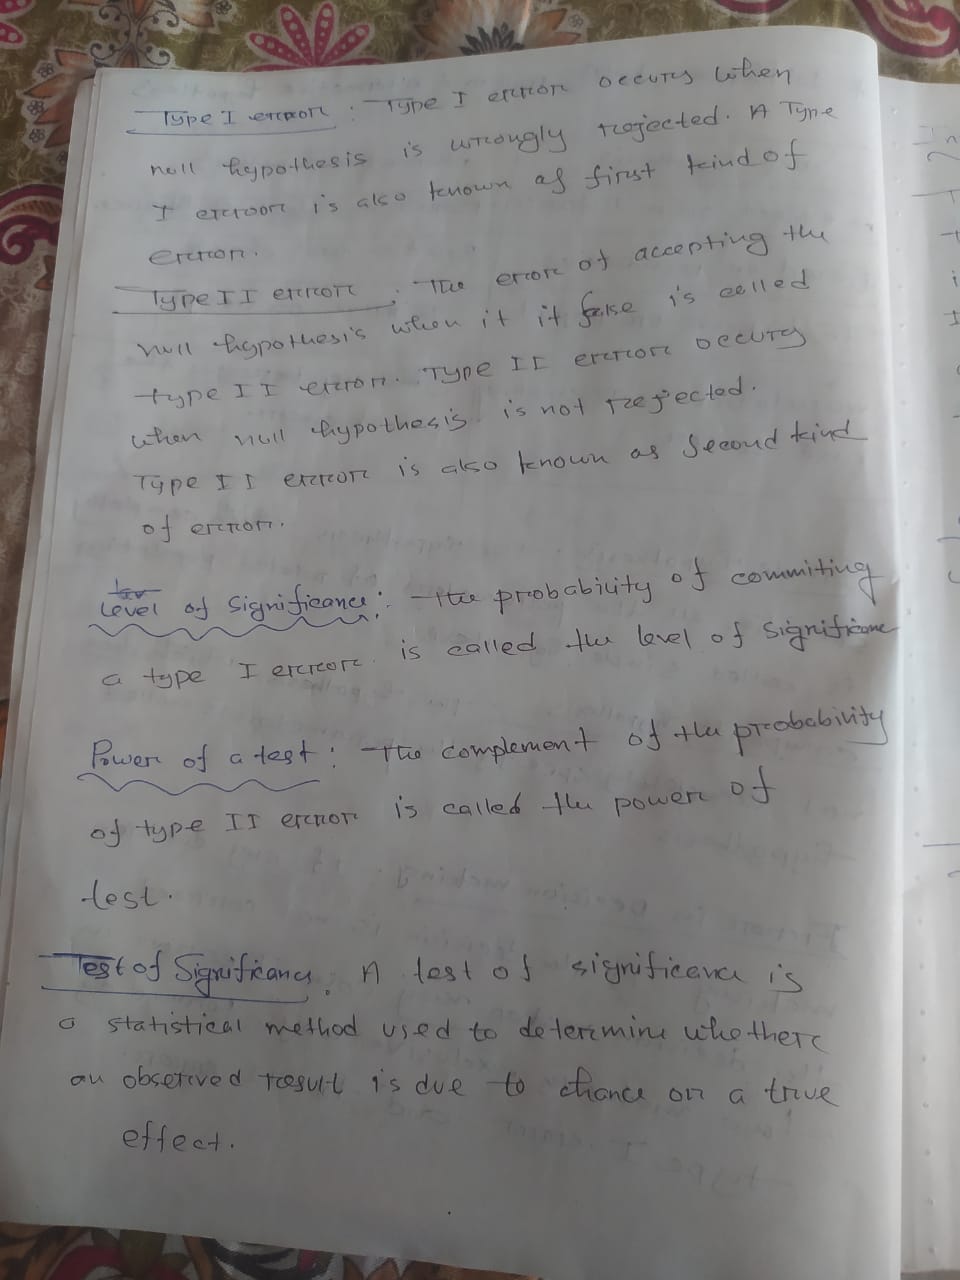 Type I error : Type I error occurs when
null hypothesis is wrongly rejected. A Type
I error is also known as first kind of
error.
Type II error : The error of accepting the
null hypothesis when it it false is called
type II error. Type II error occurs
when null hypothesis is not rejected.
Type II error is also known as Second kind
of error.
level of Significance : The probability of commiting
a type I error is called the level of Significance
Power of a test : The complement of the probability
of type II error is called the power of
test.
Test of Significance. A test of significance is
a statistical method used to determine whether
an observed result is due to chance or a true
effect.